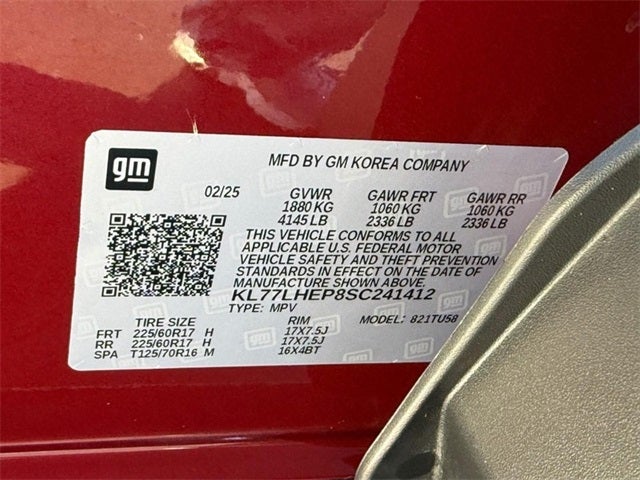 gm
MFD BY GM KOREA COMPANY
02/25 GVWR GAWR FRT GAWR RR
1880 KG 1060 KG 1060 KG
4145 LB 2336 LB 2336 LB
THIS VEHICLE CONFORMS TO ALL
APPLICABLE U.S. FEDERAL MOTOR
VEHICLE SAFETY AND THEFT PREVENTION
STANDARDS IN EFFECT ON THE DATE
OF MANUFACTURE SHOWN ABOVE.
KL77LHEP8SC241412
TYPE: MPV MODEL: 821TU58
TIRE SIZE RIM
FRT 225/60R17 H 17X7.5J
RR 225/60R17 H 17X7.5J
SPA T125/70R16 M 16X4BT